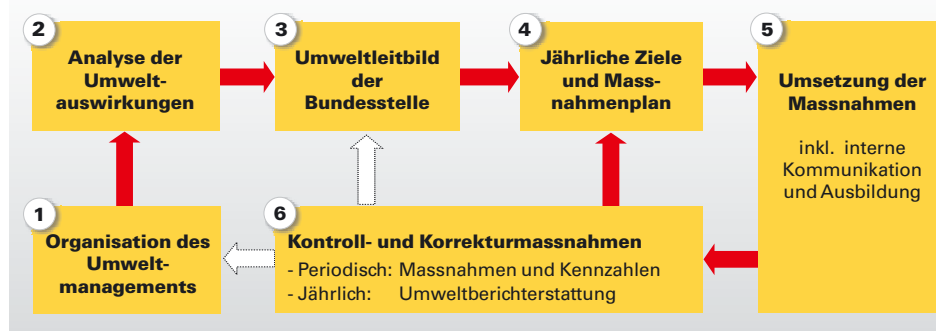 2
Analyse der
Umwelt-
auswirkungen
3
Umweltleitbild
der
Bundesstelle
4
Jährliche Ziele
und Mass-
nahmenplan
5
Umsetzung der
Massnahmen
inkl. interne
Kommunikation
und Ausbildung
1
Organisation des
Umwelt-
managements
6
Kontroll- und Korrekturmassnahmen
- Periodisch: Massnahmen und Kennzahlen
- Jährlich: Umweltberichterstattung